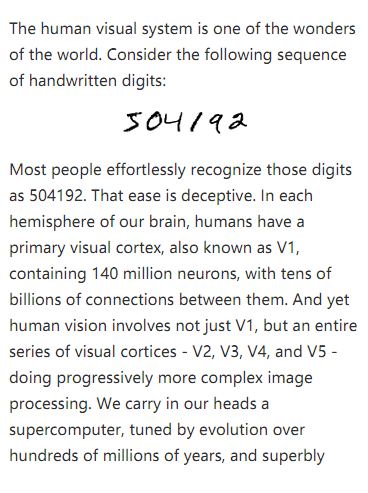 The human visual system is one of the wonders
of the world. Consider the following sequence
of handwritten digits:
504192
Most people effortlessly recognize those digits
as 504192. That ease is deceptive. In each
hemisphere of our brain, humans have a
primary visual cortex, also known as V1,
containing 140 million neurons, with tens of
billions of connections between them. And yet
human vision involves not just V1, but an entire
series of visual cortices - V2, V3, V4, and V5 -
doing progressively more complex image
processing. We carry in our heads a
supercomputer, tuned by evolution over
hundreds of millions of years, and superbly